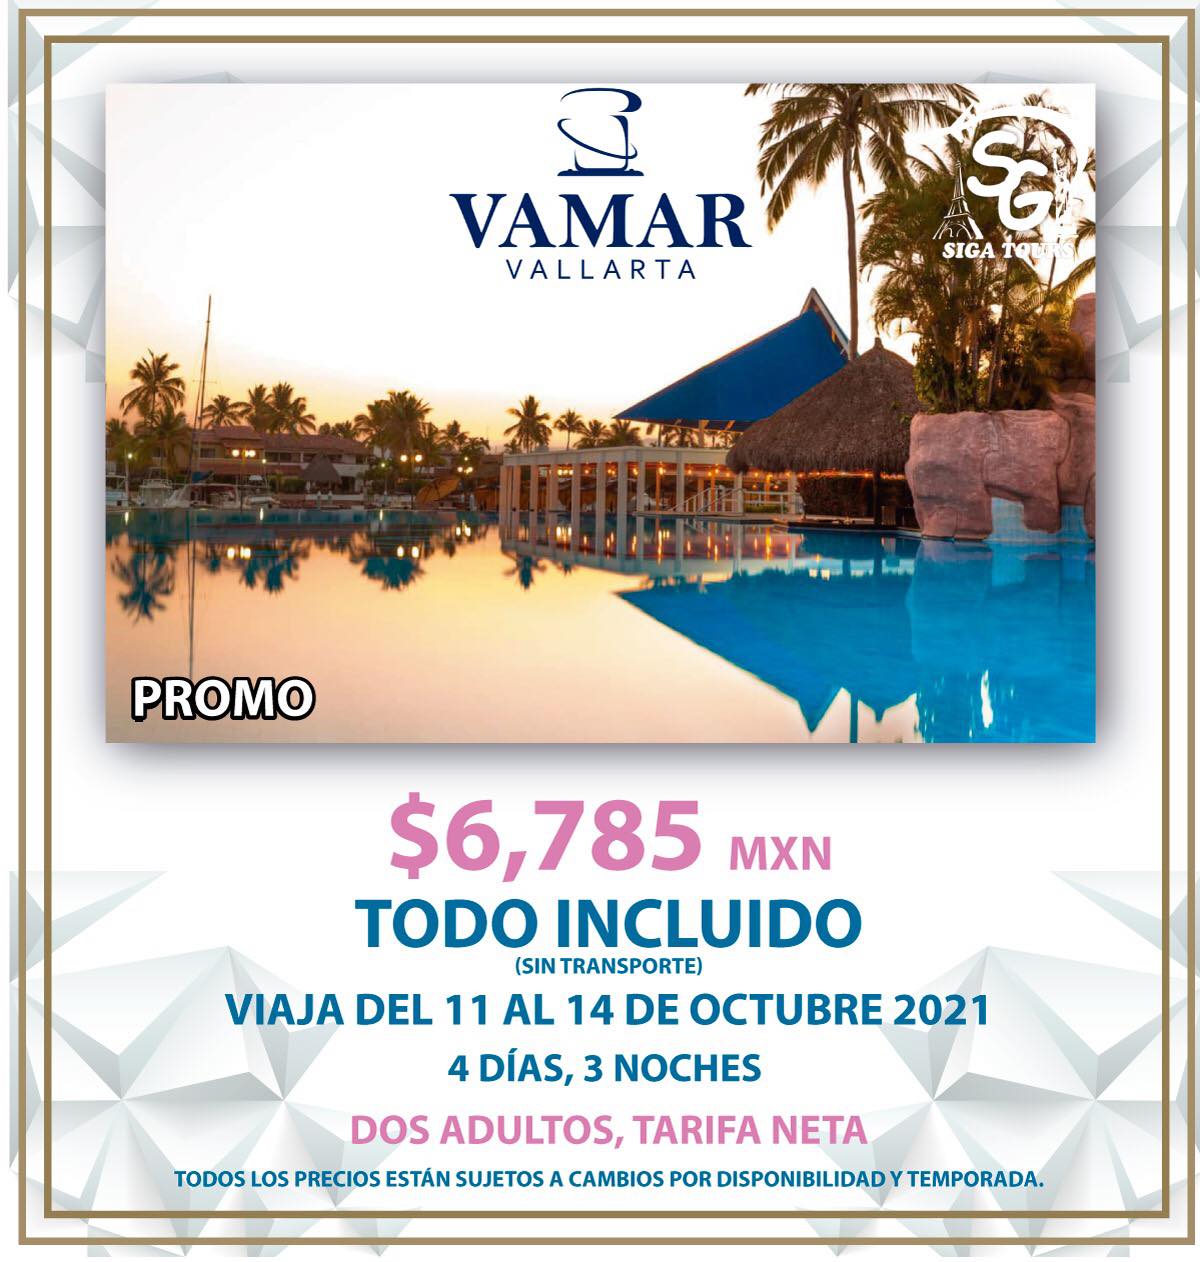 VAMAR
VALLARTA
SG
SIGA TOURS
PROMO
$6,785 MXN
TODO INCLUIDO
(SIN TRANSPORTE)
VIAJA DEL 11 AL 14 DE OCTUBRE 2021
4 DÍAS, 3 NOCHES
DOS ADULTOS, TARIFA NETA
TODOS LOS PRECIOS ESTÁN SUJETOS A CAMBIOS POR DISPONIBILIDAD Y TEMPORADA.